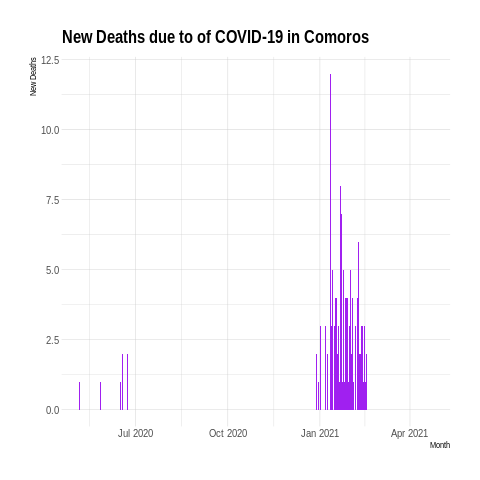 New Deaths due to of COVID-19 in Comoros
New Deaths
12.5
10.0
7.5
5.0
2.5
0.0
Jul 2020
Oct 2020
Jan 2021
Apr 2021
Month